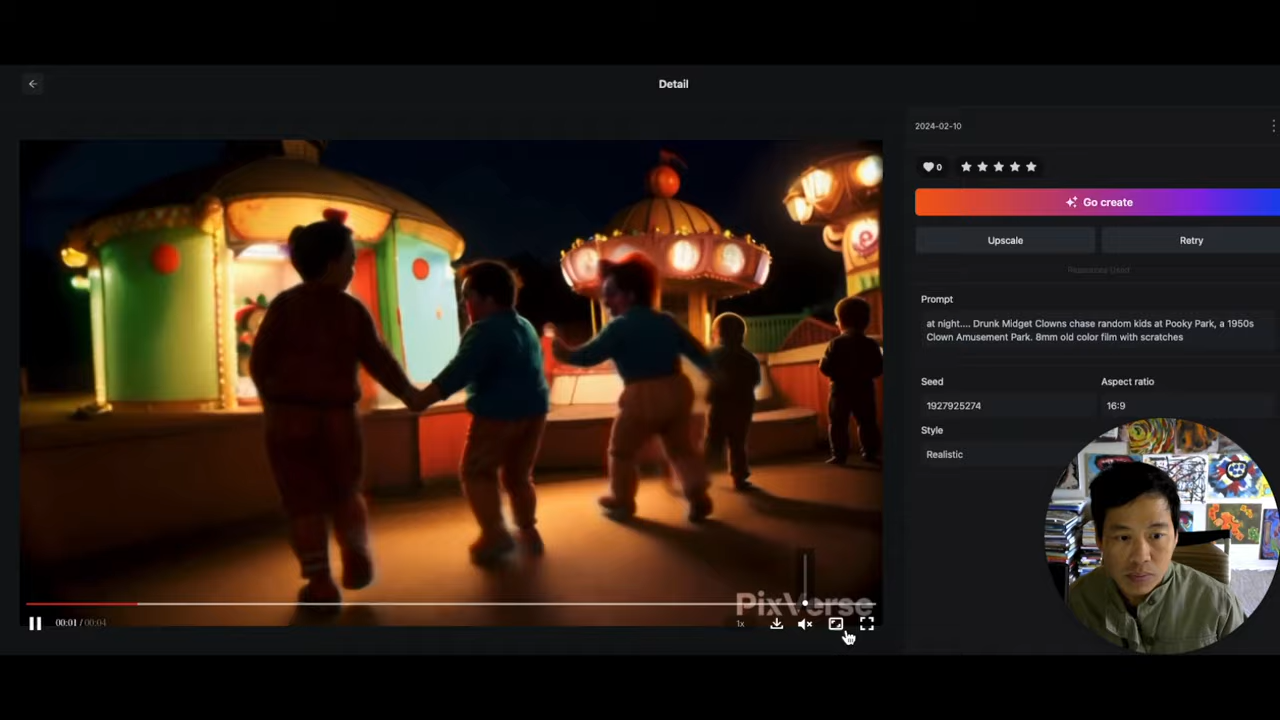 Detail
2024-02-10
0
Go create
Upscale
Retry
Resources Used
Prompt
at night.... Drunk Midget Clowns chase random kids at Pooky Park, a 1950s
Clown Amusement Park. 8mm old color film with scratches
Seed
Aspect ratio
1927925274
16:9
Style
Realistic
PixVerse
00:01 / 00:04
1x